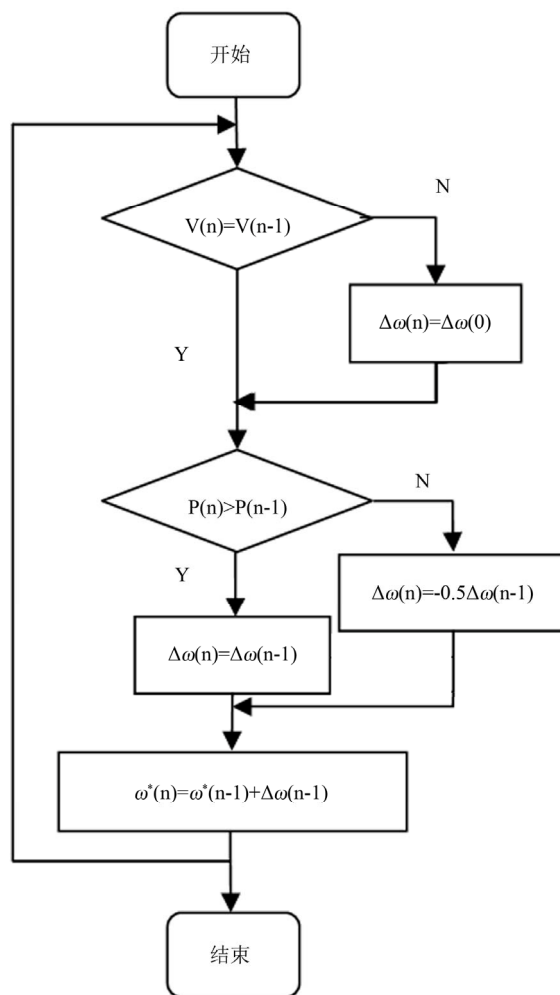 开始
V(n)=V(n-1)
N
Δω(n)=Δω(0)
Y
P(n)>P(n-1)
N
Y
Δω(n)=-0.5Δω(n-1)
Δω(n)=Δω(n-1)
ω*(n)=ω*(n-1)+Δω(n-1)
结束